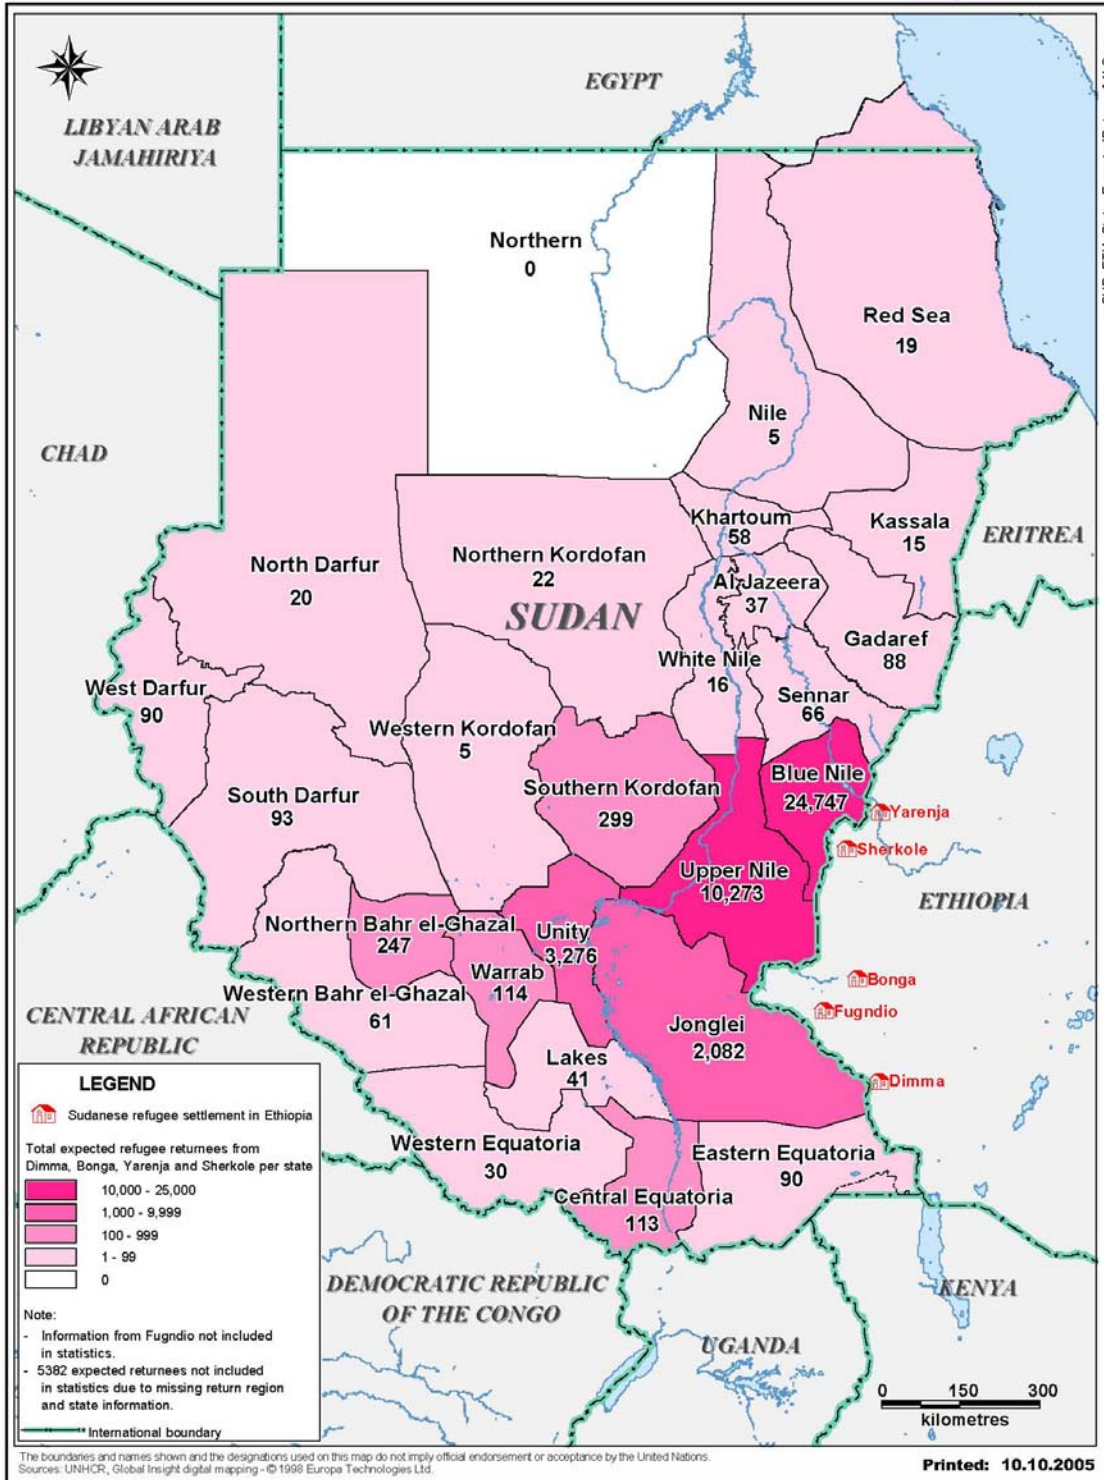 EGYPT
LIBYAN ARAB
JAMAHIRIYA
Northern
0
Red Sea
19
Nile
5
CHAD
Khartoum
58
Kassala
15
ERITREA
North Darfur
20
Northern Kordofan
22
SUDAN
Al Jazeera
37
Gadaref
88
White Nile
16
Sennar
66
West Darfur
90
Western Kordofan
5
South Darfur
93
Southern Kordofan
299
Blue Nile
24,747
Yarenja
Sherkole
Upper Nile
10,273
ETHIOPIA
Northern Bahr el-Ghazal
247
Unity
3,276
Warrab
114
Bonga
Western Bahr el-Ghazal
61
Fugndio
CENTRAL AFRICAN
REPUBLIC
Jonglei
2,082
Lakes
41
Dimma
Western Equatoria
30
Eastern Equatoria
90
Central Equatoria
113
DEMOCRATIC REPUBLIC
OF THE CONGO
KENYA
UGANDA
LEGEND
Sudanese refugee settlement in Ethiopia
Total expected refugee returnees from
Dimma, Bonga, Yarenja and Sherkole per state
10,000 - 25,000
1,000 - 9,999
100 - 999
1 - 99
0
Note:
- Information from Fugndio not included
in statistics.
- 5382 expected returnees not included
in statistics due to missing return region
and state information.
International boundary
0 150 300
kilometres
The boundaries and names shown and the designations used on this map do not imply official endorsement or acceptance by the United Nations.
Sources: UNHCR, Global Insight digital mapping - © 1998 Europa Technologies Ltd.
Printed: 10.10.2005